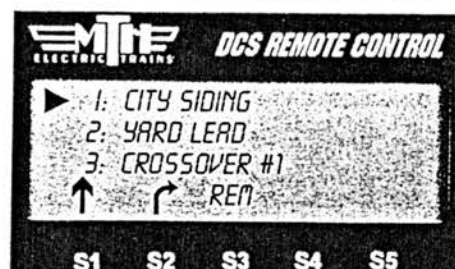 MTH
ELECTRIC TRAINS
DCS REMOTE CONTROL
1: CITY SIDING
2: YARD LEAD
3: CROSSOVER #1
REM
S1 S2 S3 S4 S5